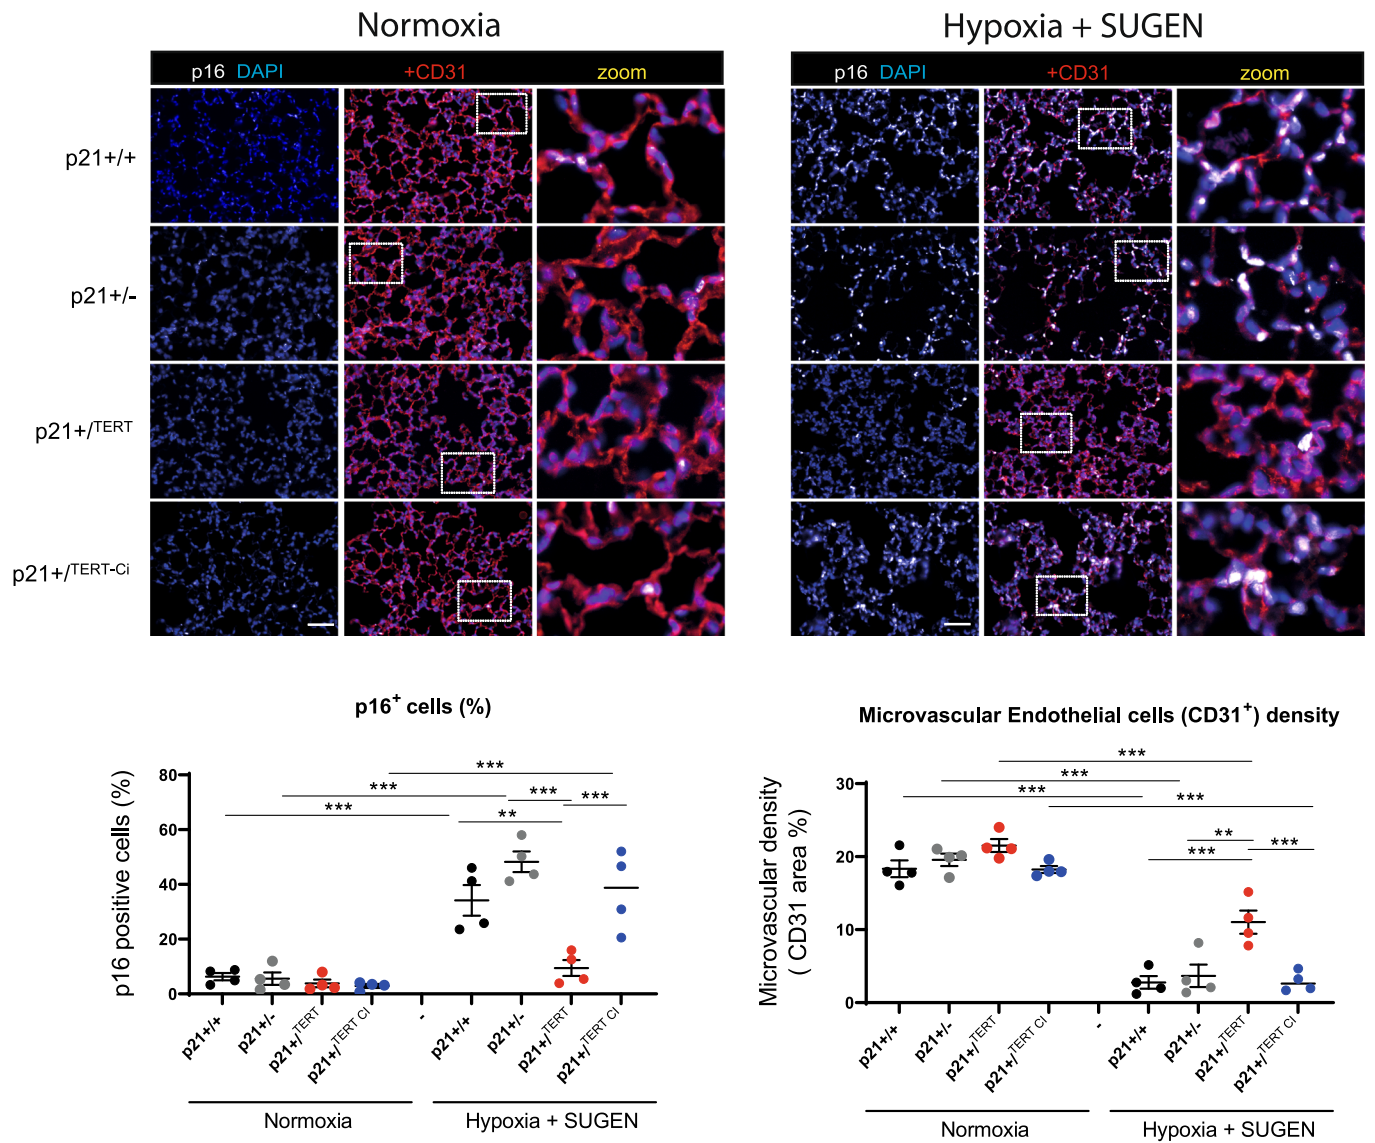 Normoxia
Hypoxia + SUGEN
p16 DAPI +CD31 zoom
p16 DAPI +CD31 zoom
p21+/+
p21+/-
p21+/TERT
p21+/TERT-Ci
p16+ cells (%)
p16 positive cells (%)
80
60
40
20
0
***
***
***
***
***
**
p21+/+
p21+/-
p21+/TERT
p21+/TERT CI
-
p21+/+
p21+/-
p21+/TERT
p21+/TERT CI
Normoxia
Hypoxia + SUGEN
Microvascular Endothelial cells (CD31+) density
Microvascular density
( CD31 area %)
30
20
10
0
***
***
***
***
**
***
***
p21+/+
p21+/-
p21+/TERT
p21+/TERT CI
-
p21+/+
p21+/-
p21+/TERT
p21+/TERT CI
Normoxia
Hypoxia + SUGEN